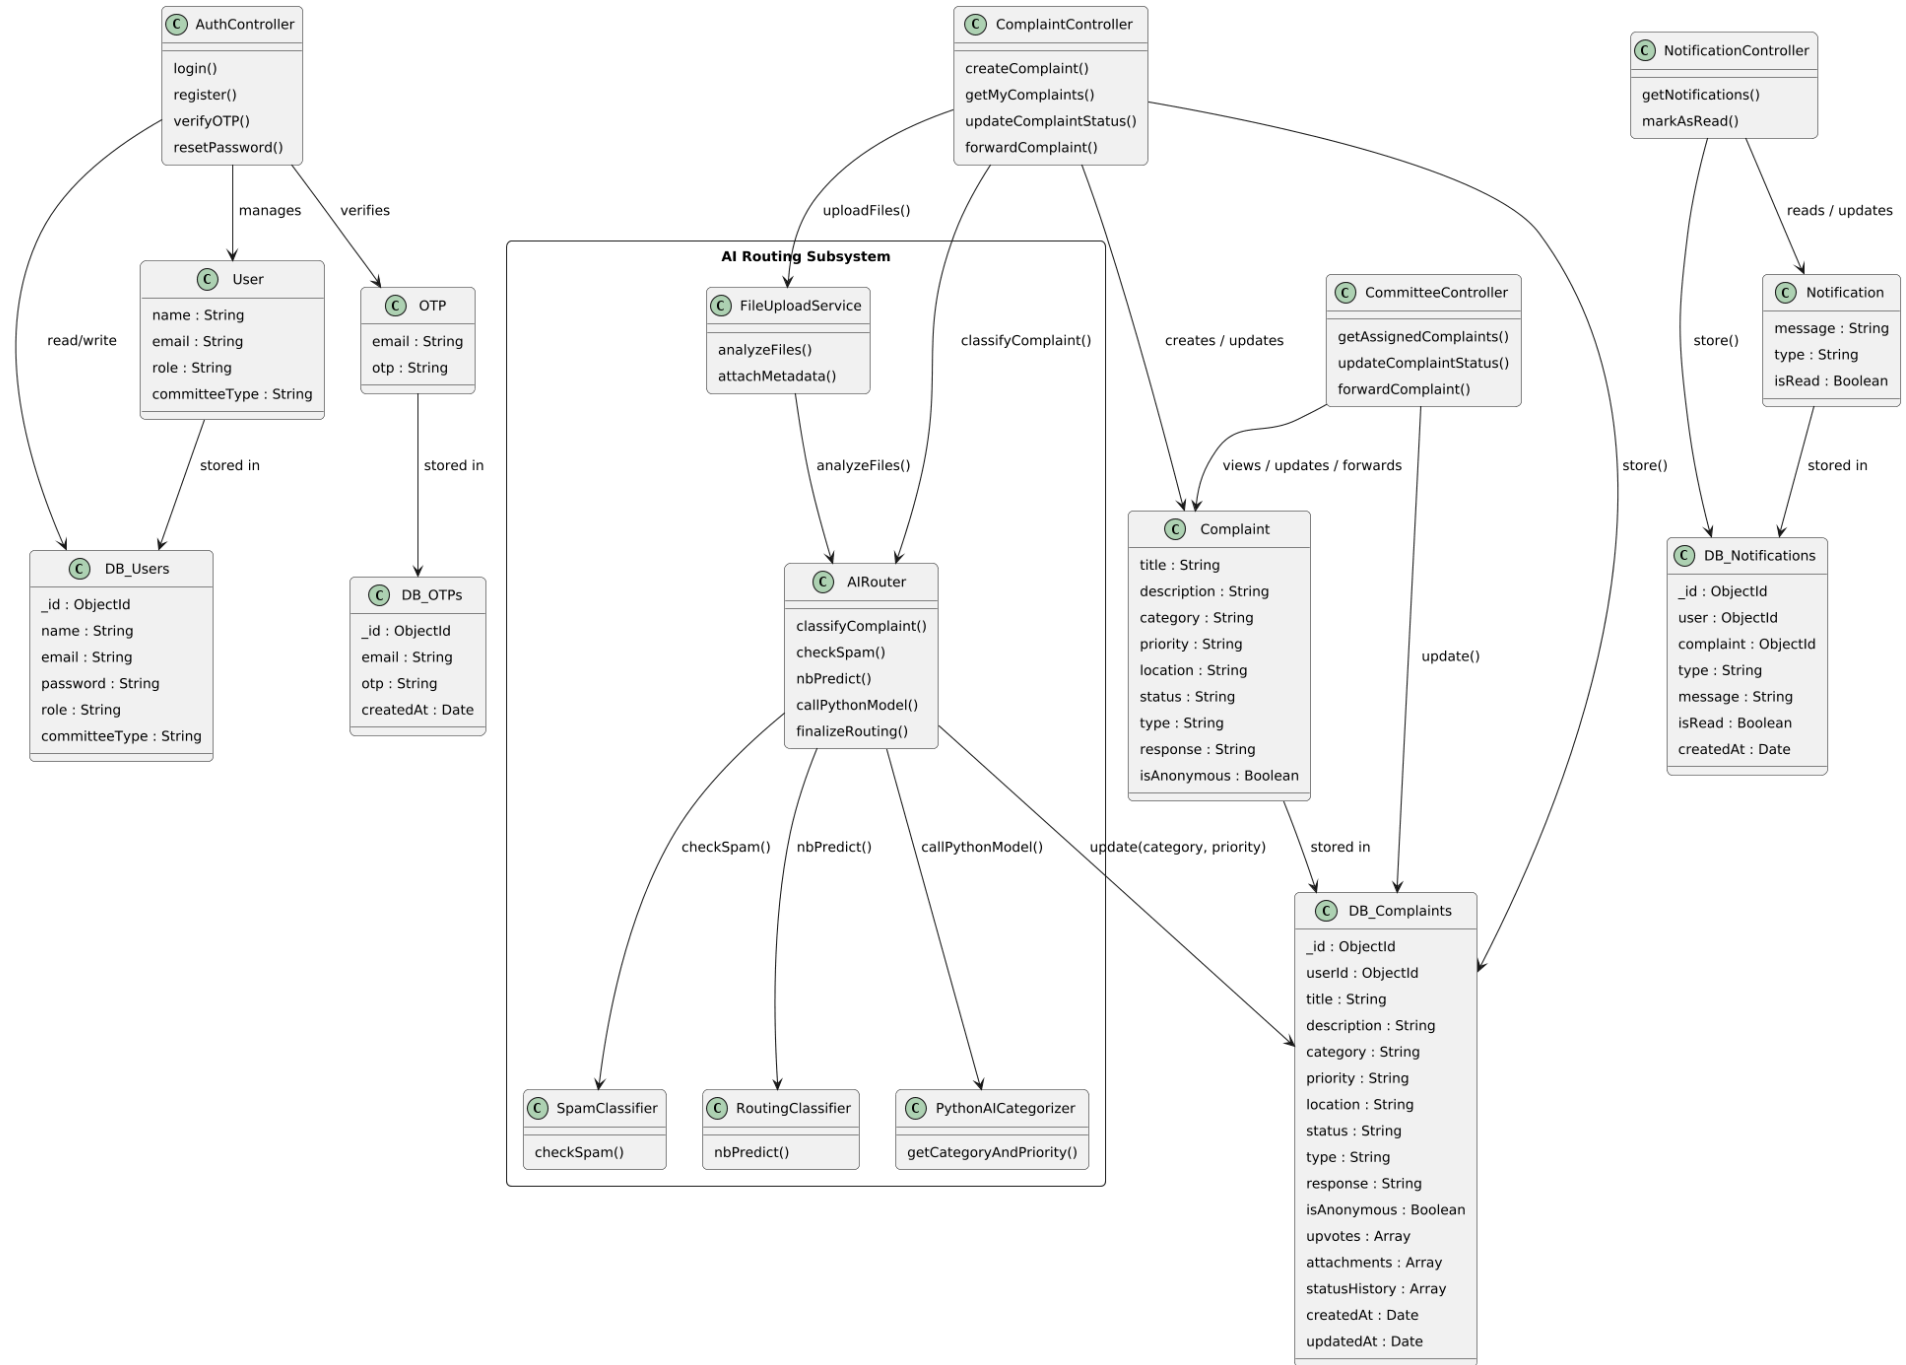 C AuthController
login()
register()
verifyOTP()
resetPassword()
C ComplaintController
createComplaint()
getMyComplaints()
updateComplaintStatus()
forwardComplaint()
C NotificationController
getNotifications()
markAsRead()
manages
verifies
uploadFiles()
reads / updates
read/write
C User
name : String
email : String
role : String
committeeType : String
C OTP
email : String
otp : String
AI Routing Subsystem
C FileUploadService
analyzeFiles()
attachMetadata()
classifyComplaint()
creates / updates
C CommitteeController
getAssignedComplaints()
updateComplaintStatus()
forwardComplaint()
store()
C Notification
message : String
type : String
isRead : Boolean
stored in
stored in
analyzeFiles()
views / updates / forwards
store()
stored in
C DB_Users
_id : ObjectId
name : String
email : String
password : String
role : String
committeeType : String
C DB_OTPs
_id : ObjectId
email : String
otp : String
createdAt : Date
C AIRouter
classifyComplaint()
checkSpam()
nbPredict()
callPythonModel()
finalizeRouting()
C Complaint
title : String
description : String
category : String
priority : String
location : String
status : String
type : String
response : String
isAnonymous : Boolean
update()
C DB_Notifications
_id : ObjectId
user : ObjectId
complaint : ObjectId
type : String
message : String
isRead : Boolean
createdAt : Date
checkSpam()
nbPredict()
callPythonModel()
update(category, priority)
stored in
C SpamClassifier
checkSpam()
C RoutingClassifier
nbPredict()
C PythonAICategorizer
getCategoryAndPriority()
C DB_Complaints
_id : ObjectId
userId : ObjectId
title : String
description : String
category : String
priority : String
location : String
status : String
type : String
response : String
isAnonymous : Boolean
upvotes : Array
attachments : Array
statusHistory : Array
createdAt : Date
updatedAt : Date